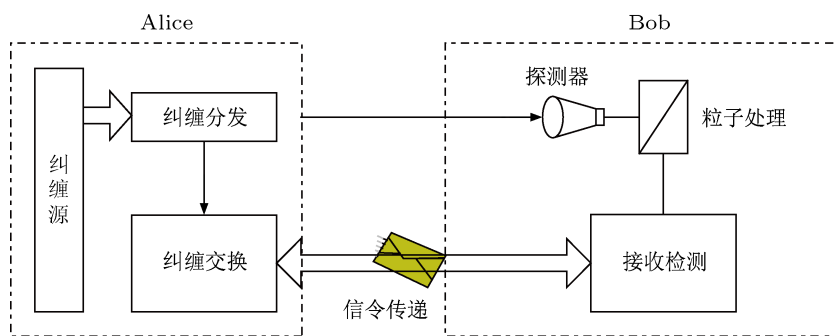 Alice
Bob
探测器
纠缠分发
粒子处理
纠缠源
纠缠交换
接收检测
信令传递